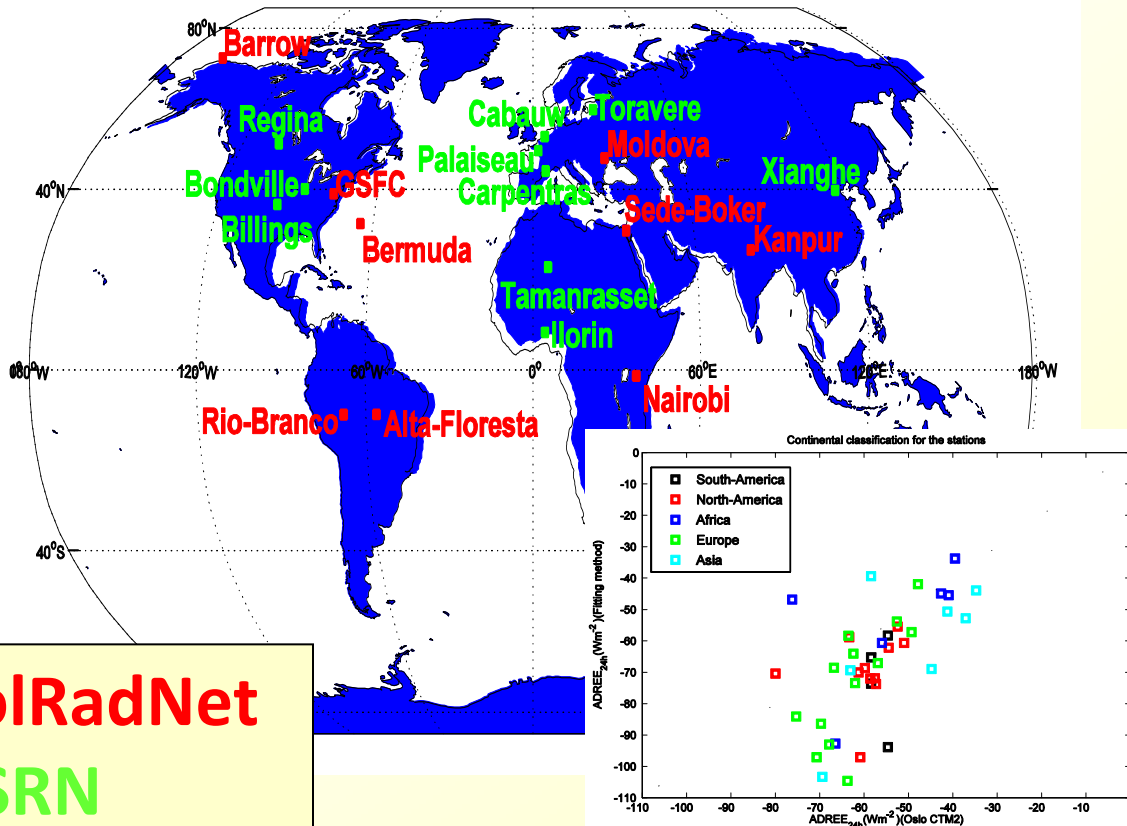 80°N
Barrow
Regina
Cabauw
Toravere
Moldova
Palaiseau
Xianghe
Bondville
GSFC
40°N
Carpentras
Sede-Boker
Billings
Kanpur
Bermuda
Tamanrasset
Ilorin
120°W
60°W
0°
60°E
120°E
180°W
Nairobi
Rio-Branco
Alta-Floresta
40°S
Continental classification for the stations
South-America
North-America
Africa
Europe
Asia
0
-10
-20
-30
-40
-50
-60
-70
-80
-90
-100
-110
ADREE24h(Wm-2)(Fitting method)
-110 -100 -90 -80 -70 -60 -50 -40 -30 -20 -10
ADREE24h(Wm-2)(Oslo CTM2)
olRadNet
SRN